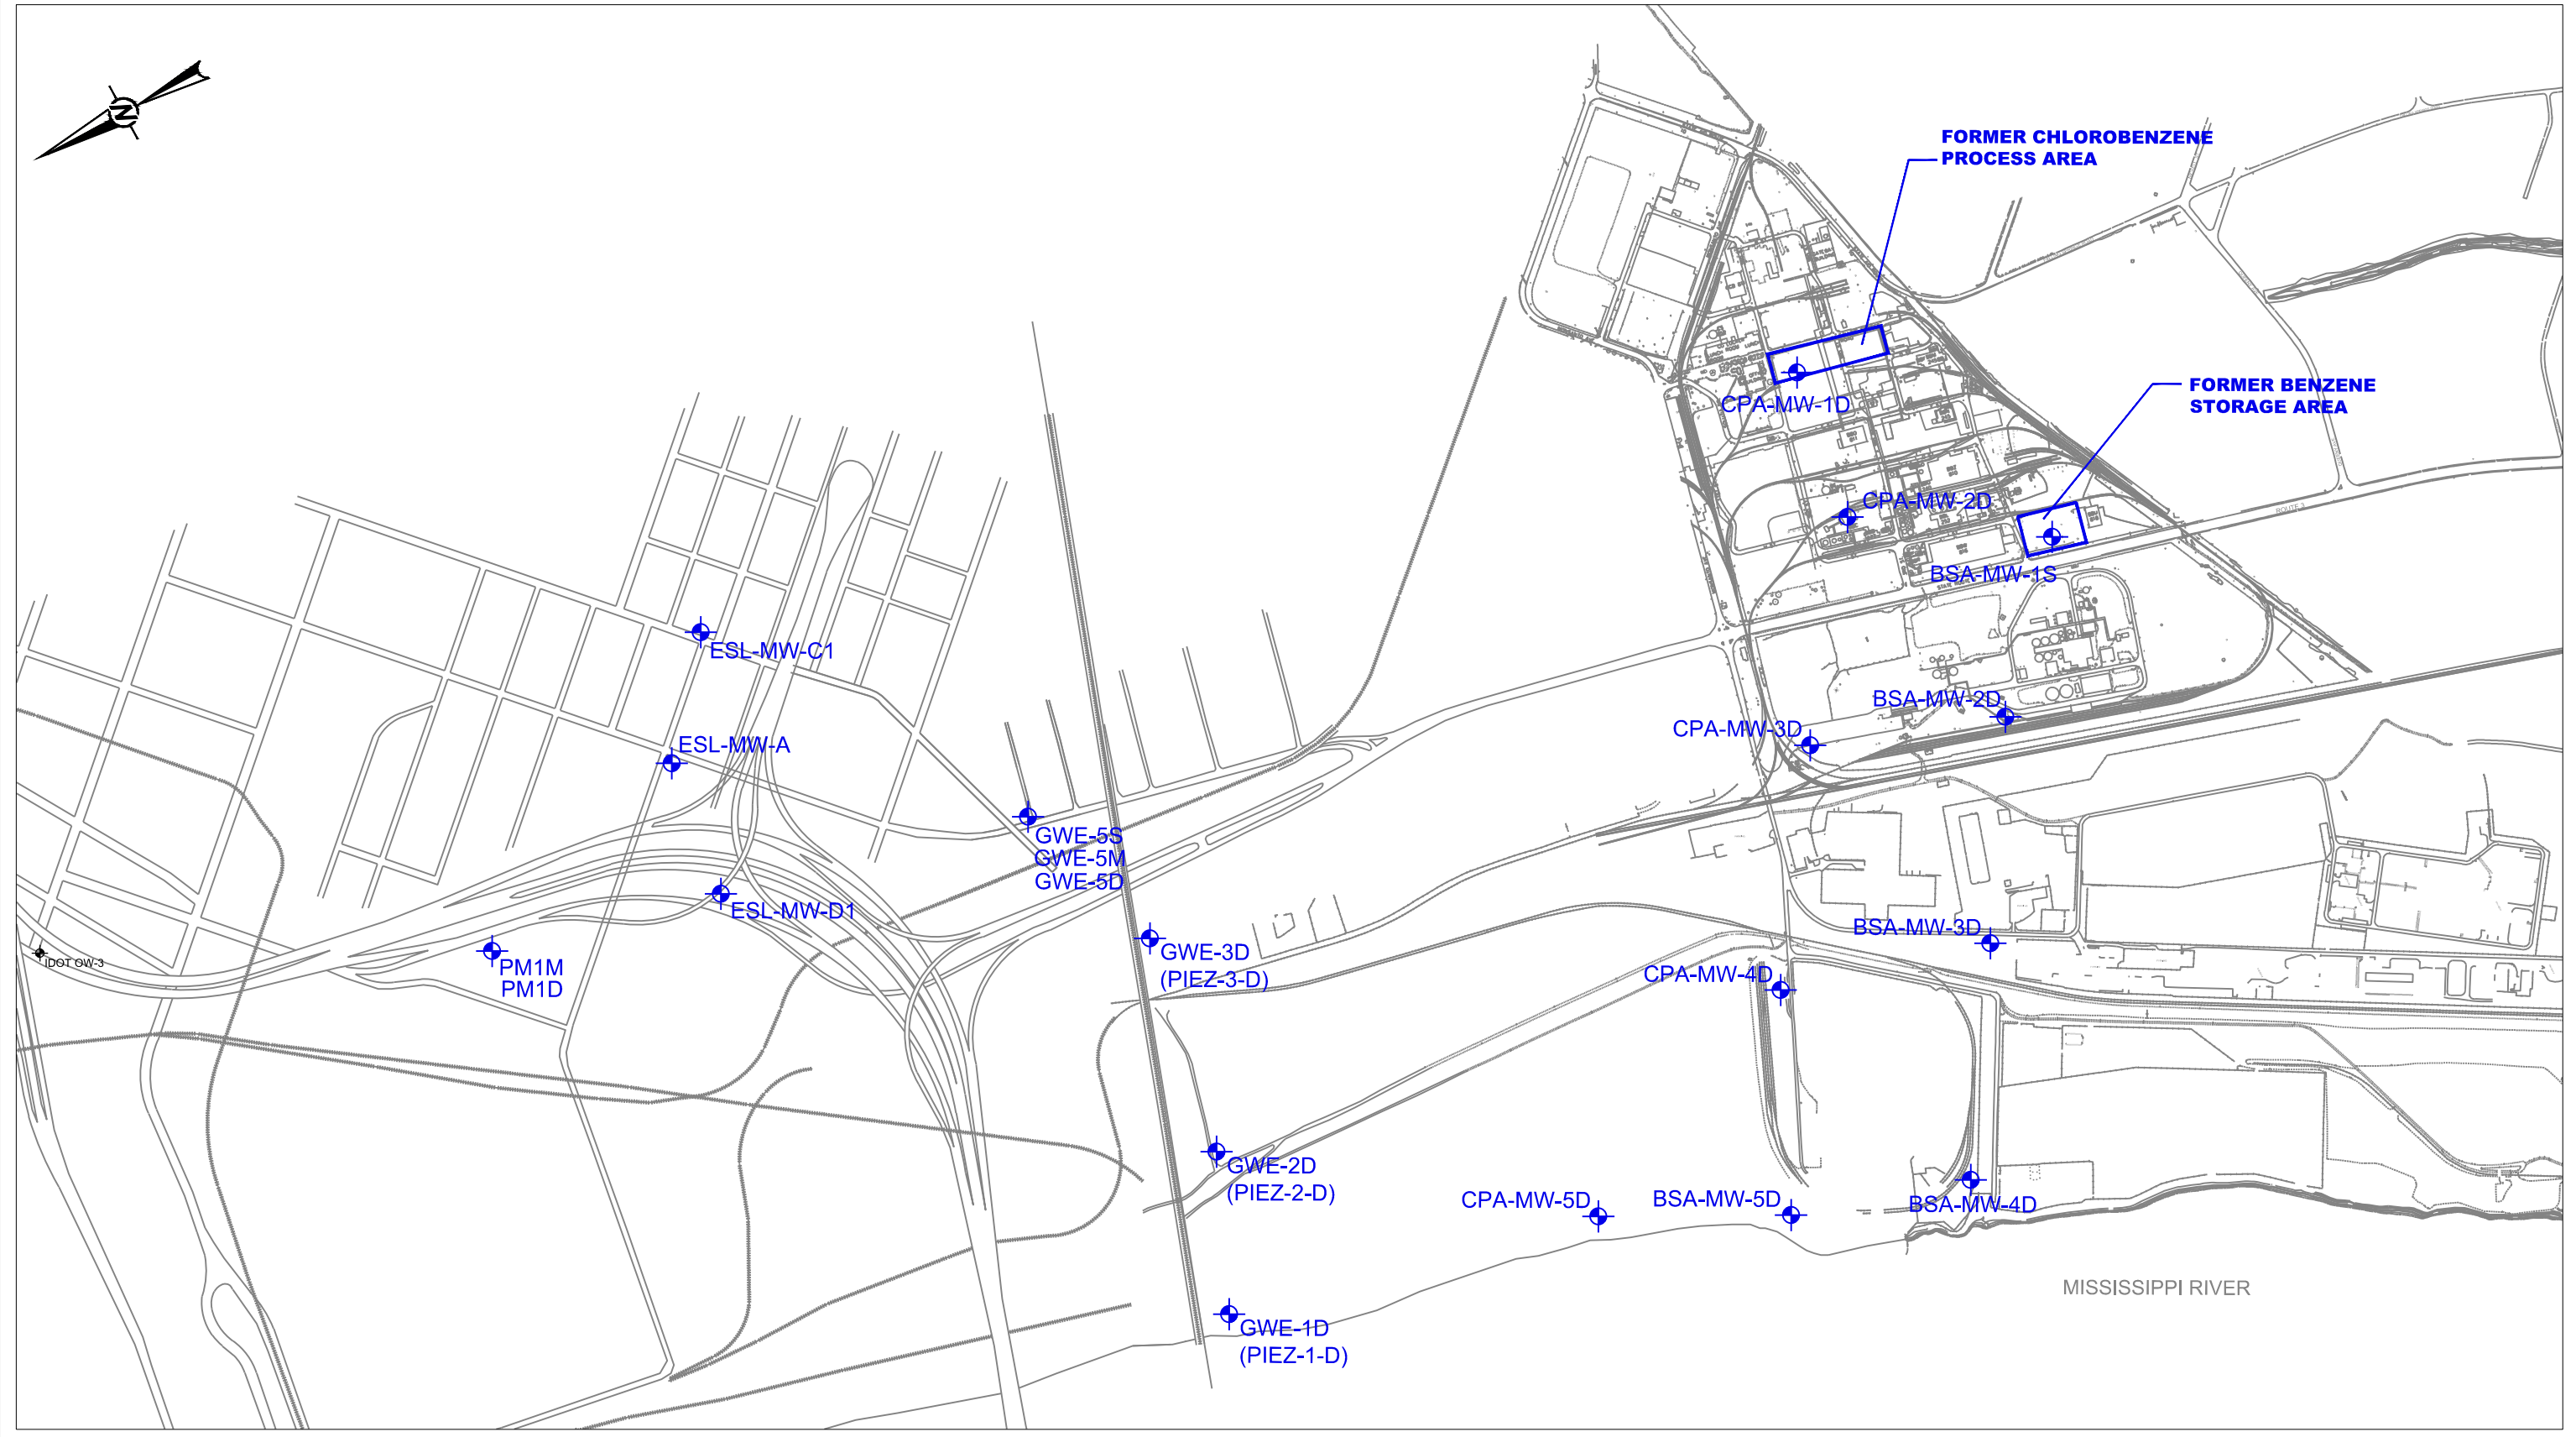 N
FORMER CHLOROBENZENE
PROCESS AREA
FORMER BENZENE
STORAGE AREA
CPA-MW-1D
CPA-MW-2D
ROUTE 3
BSA-MW-1S
ESL-MW-C1
BSA-MW-2D
CPA-MW-3D
ESL-MW-A
GWE-5S
GWE-5M
GWE-5D
ESL-MW-D1
BSA-MW-3D
GWE-3D
(PIEZ-3-D)
IDOT OW-3
PM1M
PM1D
CPA-MW-4D
GWE-2D
(PIEZ-2-D)
CPA-MW-5D
BSA-MW-5D
BSA-MW-4D
MISSISSIPPI RIVER
GWE-1D
(PIEZ-1-D)